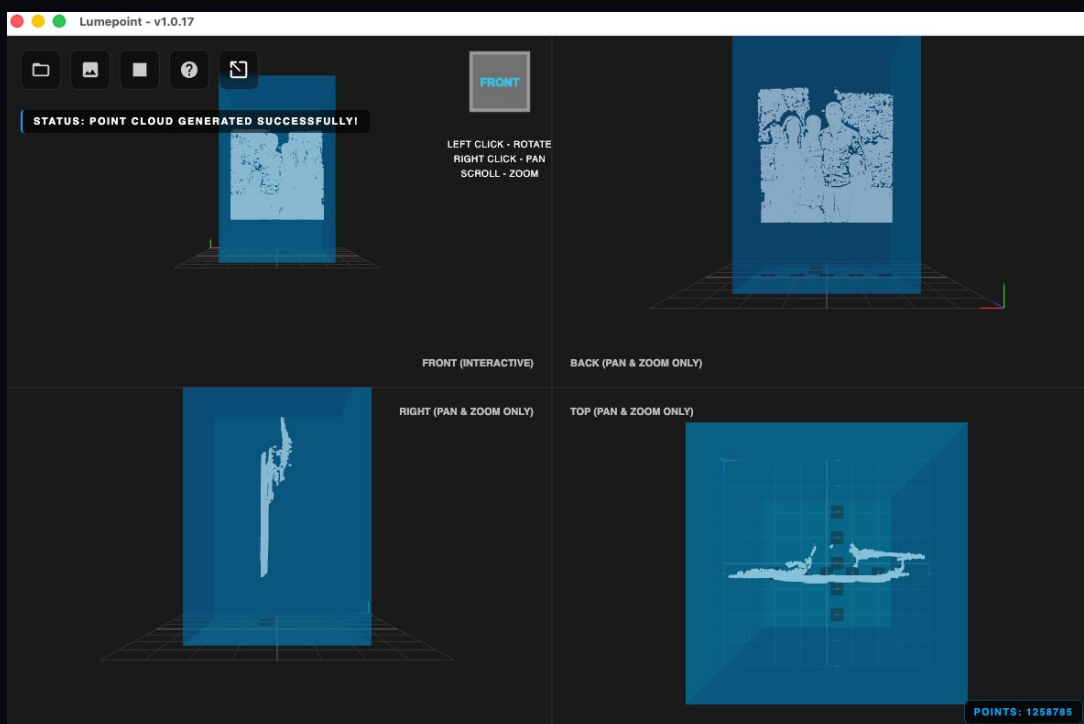 Lumepoint - v1.0.17
STATUS: POINT CLOUD GENERATED SUCCESSFULLY!
FRONT
LEFT CLICK - ROTATE
RIGHT CLICK - PAN
SCROLL - ZOOM
FRONT (INTERACTIVE)
BACK (PAN & ZOOM ONLY)
RIGHT (PAN & ZOOM ONLY)
TOP (PAN & ZOOM ONLY)
POINTS: 1258785